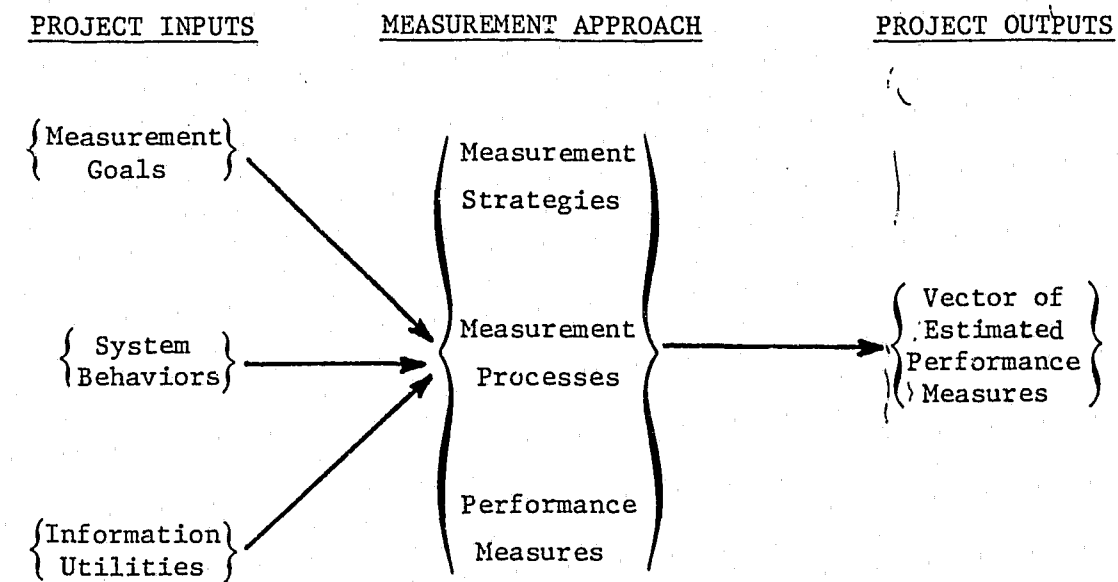 PROJECT INPUTS
MEASUREMENT APPROACH
PROJECT OUTPUTS
Measurement
Goals
System
Behaviors
Information
Utilities
Measurement
Strategies
Measurement
Processes
Performance
Measures
Vector of
Estimated
Performance
Measures